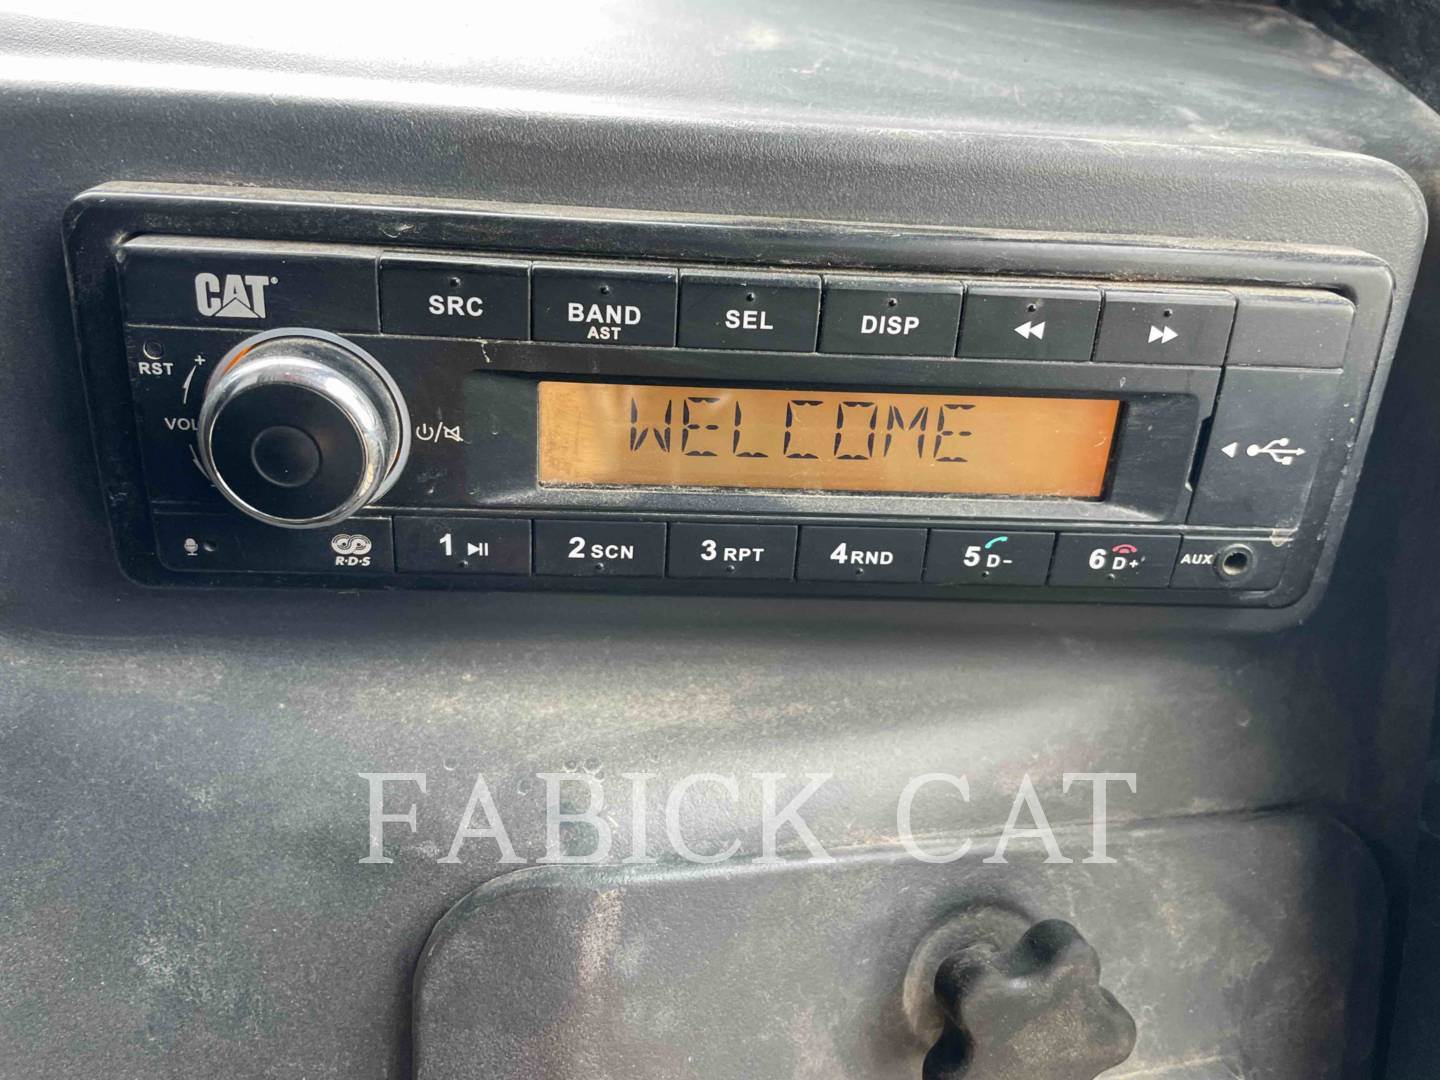 CAT®
SRC
BAND
AST
SEL
DISP
RST
+
VOL
WELCOME
R·D·S
1
2 SCN
3 RPT
4 RND
5 D-
6 D+
AUX
FABICK CAT